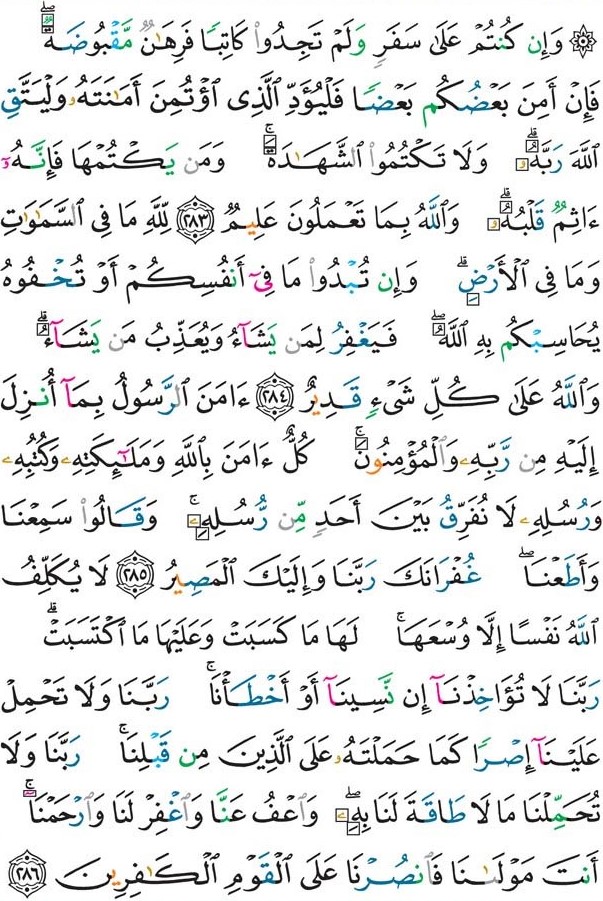 ۞ وَإِن كُنتُمْ عَلَىٰ سَفَرٍ وَلَمْ تَجِدُوا۟ كَاتِبًا فَرِهَـٰنٌ مَّقْبُوضَةٌ ۖ
فَإِنْ أَمِنَ بَعْضُكُم بَعْضًا فَلْيُؤَدِّ ٱلَّذِى ٱؤْتُمِنَ أَمَـٰنَتَهُۥ وَلْيَتَّقِ
ٱللَّهَ رَبَّهُۥ ۗ وَلَا تَكْتُمُوا۟ ٱلشَّهَـٰدَةَ ۚ وَمَن يَكْتُمْهَا فَإِنَّهُۥٓ
ءَاثِمٌ قَلْبُهُۥ ۗ وَٱللَّهُ بِمَا تَعْمَلُونَ عَلِيمٌ ﴿٢٨٣﴾ لِّلَّهِ مَا فِى ٱلسَّمَـٰوَٰتِ
وَمَا فِى ٱلْأَرْضِ ۗ وَإِن تُبْدُوا۟ مَا فِىٓ أَنفُسِكُمْ أَوْ تُخْفُوهُ
يُحَاسِبْكُم بِهِ ٱللَّهُ ۖ فَيَغْفِرُ لِمَن يَشَآءُ وَيُعَذِّبُ مَن يَشَآءُ ۗ
وَٱللَّهُ عَلَىٰ كُلِّ شَىْءٍ قَدِيرٌ ﴿٢٨٤﴾ ءَامَنَ ٱلرَّسُولُ بِمَآ أُنزِلَ
إِلَيْهِ مِن رَّبِّهِۦ وَٱلْمُؤْمِنُونَ ۚ كُلٌّ ءَامَنَ بِٱللَّهِ وَمَلَـٰٓئِكَتِهِۦ وَكُتُبِهِۦ
وَرُسُلِهِۦ لَا نُفَرِّقُ بَيْنَ أَحَدٍ مِّن رُّسُلِهِۦ ۚ وَقَالُوا۟ سَمِعْنَا
وَأَطَعْنَا ۖ غُفْرَانَكَ رَبَّنَا وَإِلَيْكَ ٱلْمَصِيرُ ﴿٢٨٥﴾ لَا يُكَلِّفُ
ٱللَّهُ نَفْسًا إِلَّا وُسْعَهَا ۚ لَهَا مَا كَسَبَتْ وَعَلَيْهَا مَا ٱكْتَسَبَتْ ۗ
رَبَّنَا لَا تُؤَاخِذْنَآ إِن نَّسِينَآ أَوْ أَخْطَأْنَا ۚ رَبَّنَا وَلَا تَحْمِلْ
عَلَيْنَآ إِصْرًا كَمَا حَمَلْتَهُۥ عَلَى ٱلَّذِينَ مِن قَبْلِنَا ۚ رَبَّنَا وَلَا
تُحَمِّلْنَا مَا لَا طَاقَةَ لَنَا بِهِۦ ۖ وَٱعْفُ عَنَّا وَٱغْفِرْ لَنَا وَٱرْحَمْنَآ ۚ
أَنتَ مَوْلَىٰنَا فَٱنصُرْنَا عَلَى ٱلْقَوْمِ ٱلْكَـٰفِرِينَ ﴿٢٨٦﴾